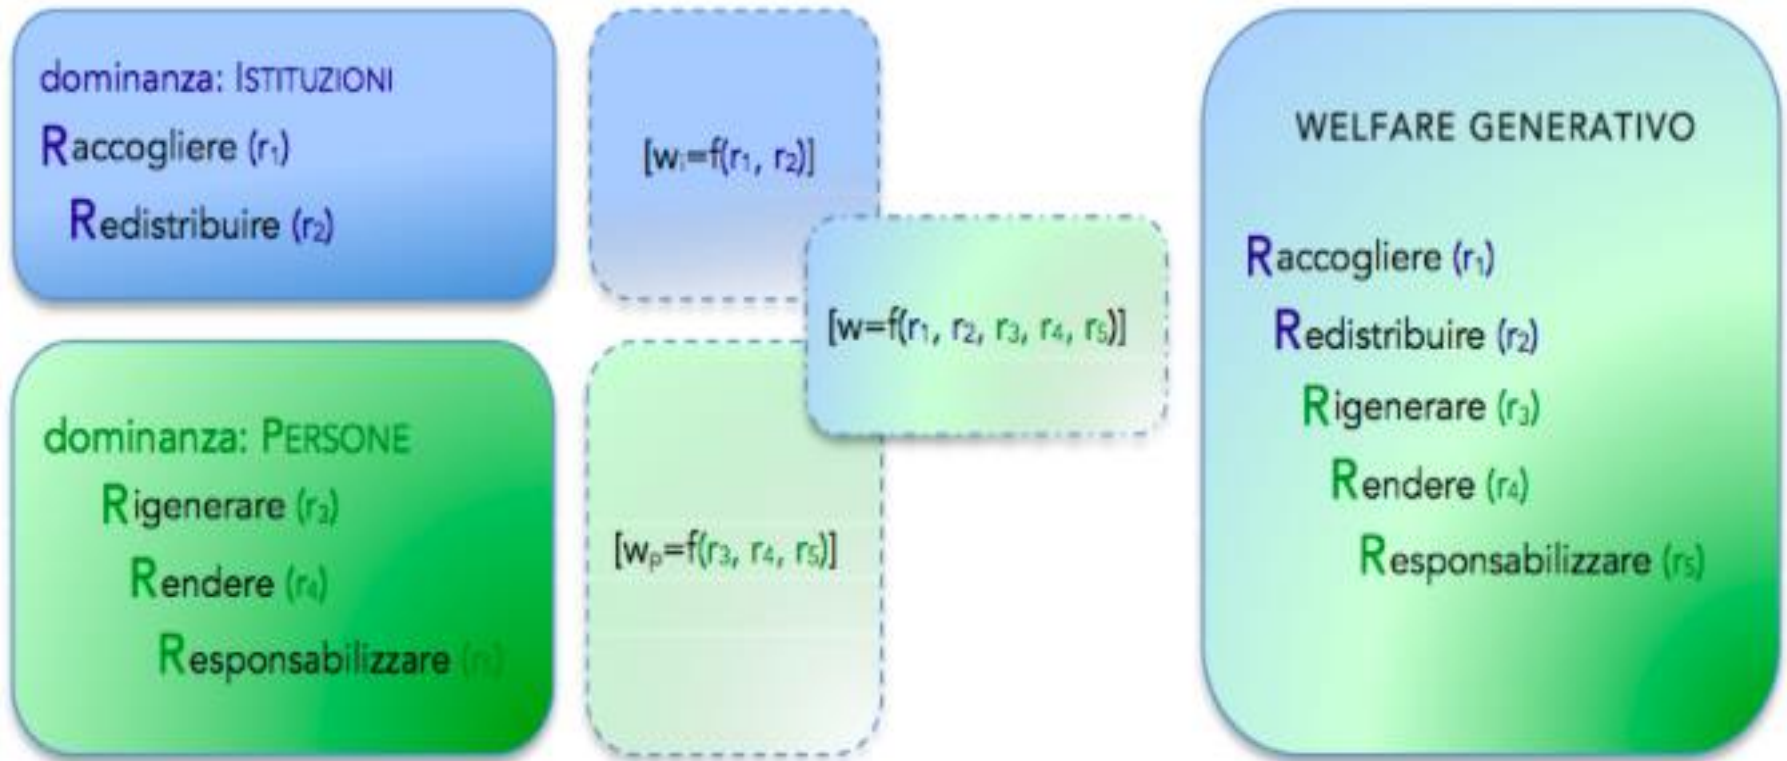 dominanza: ISTITUZIONI
Raccogliere (r₁)
Redistribuire (r₂)
[wᵢ=f(r₁, r₂)]
[w=f(r₁, r₂, r₃, r₄, r₅)]
dominanza: PERSONE
Rigenerare (r₃)
Rendere (r₄)
Responsabilizzare (r₅)
[wₚ=f(r₃, r₄, r₅)]
WELFARE GENERATIVO
Raccogliere (r₁)
Redistribuire (r₂)
Rigenerare (r₃)
Rendere (r₄)
Responsabilizzare (r₅)